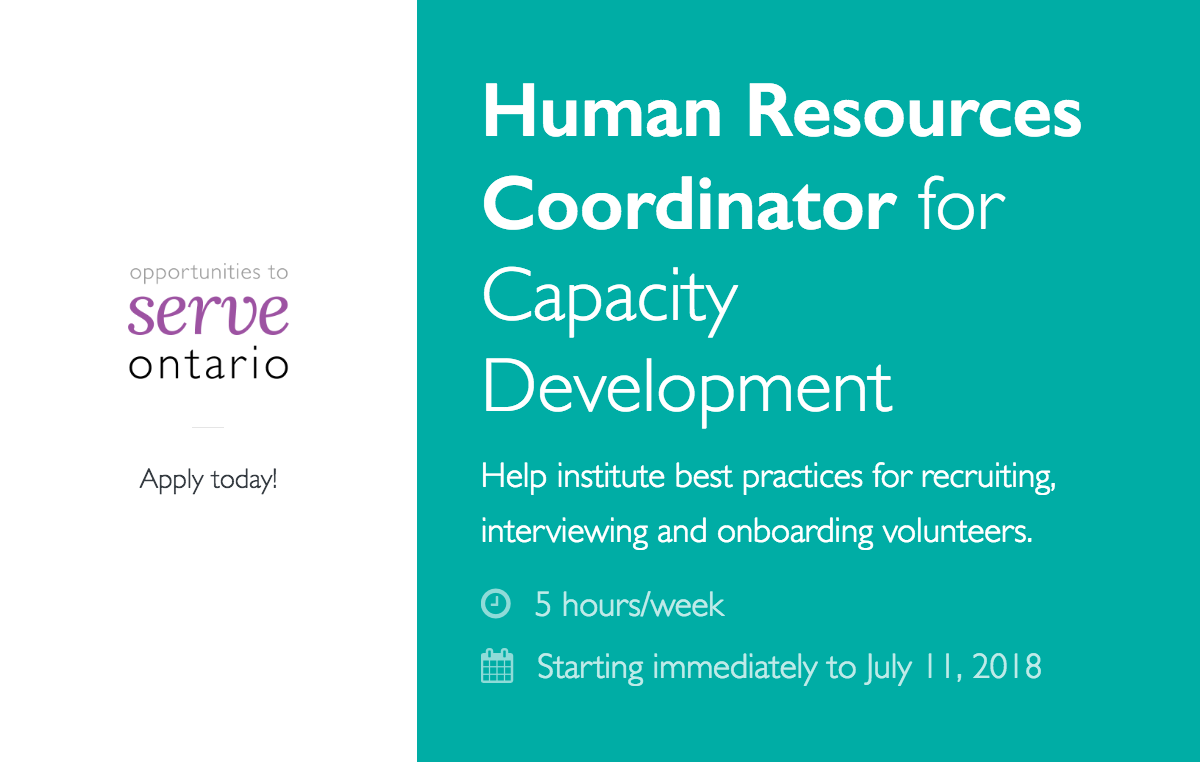 opportunities to
serve
ontario
Apply today!
Human Resources
Coordinator for
Capacity
Development
Help institute best practices for recruiting,
interviewing and onboarding volunteers.
5 hours/week
Starting immediately to July 11, 2018